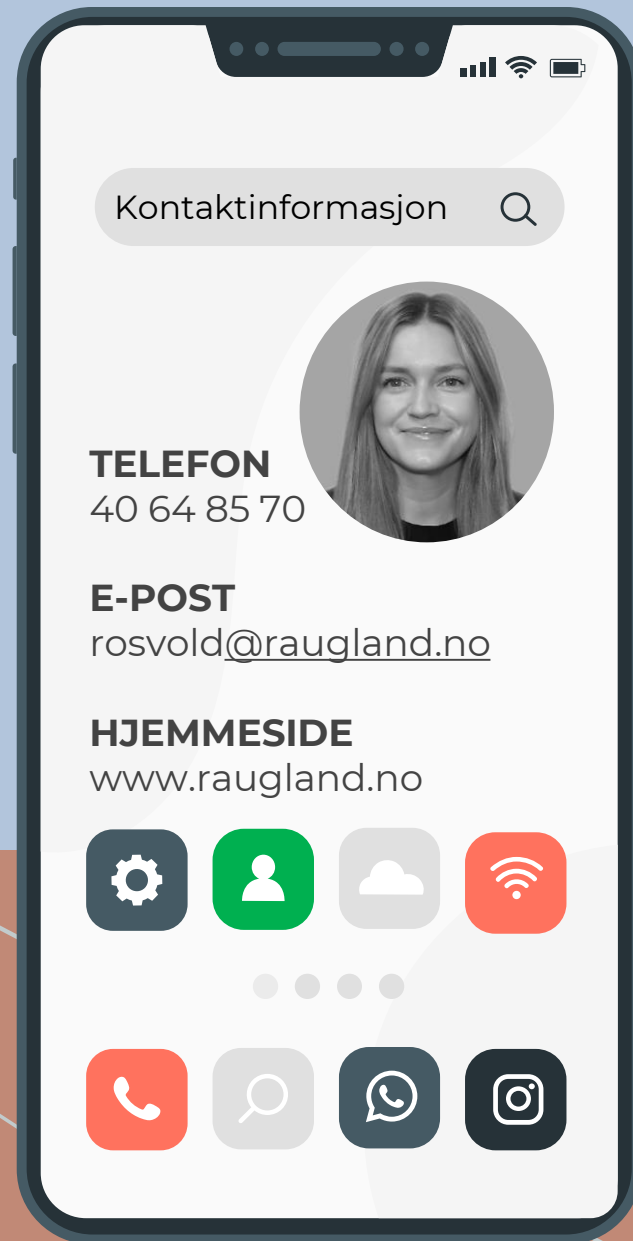 Kontaktinformasjon
TELEFON
40 64 85 70
E-POST
rosvold@raugland.no
HJEMMESIDE
www.raugland.no